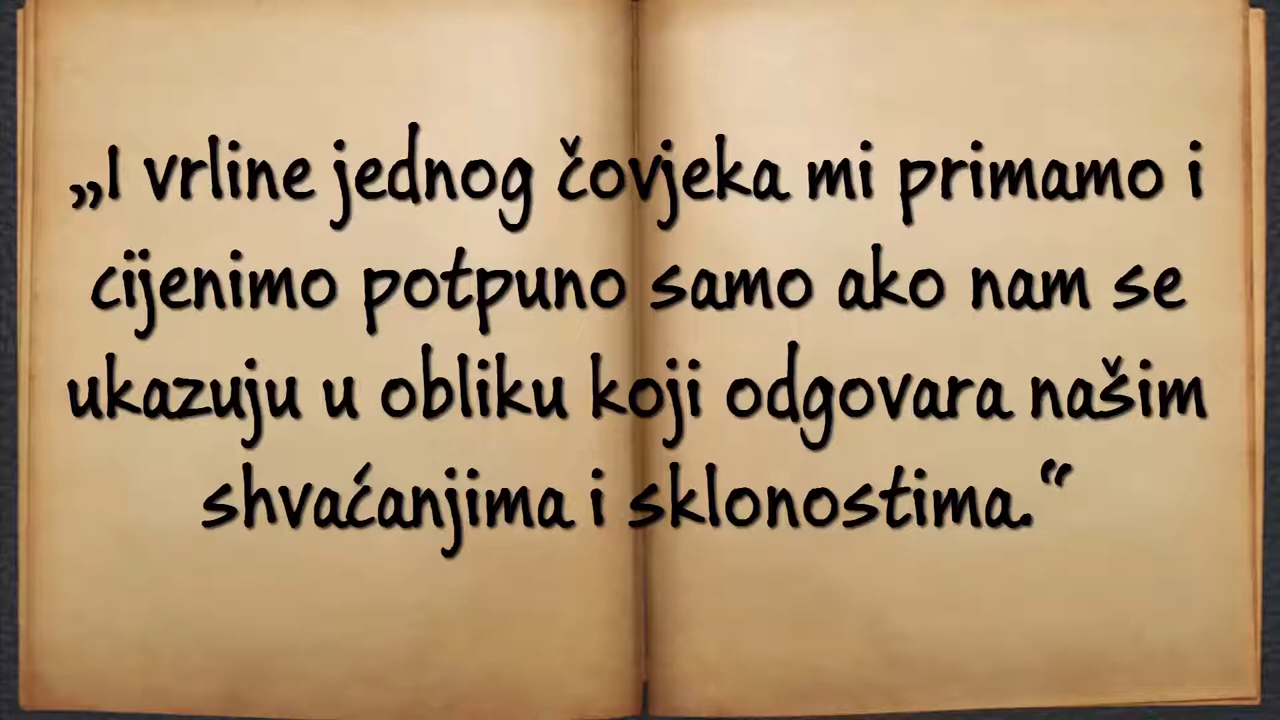 „I vrline jednog čovjeka mi primamo i
cijenimo potpuno samo ako nam se
ukazuju u obliku koji odgovara našim
shvaćanjima i sklonostima.“